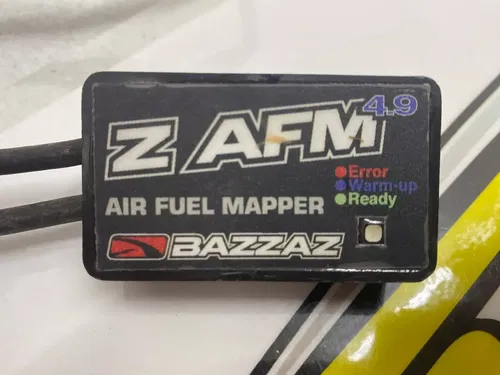 Z AFM 4.9
Error
Warm-up
Ready
AIR FUEL MAPPER
BAZZAZ